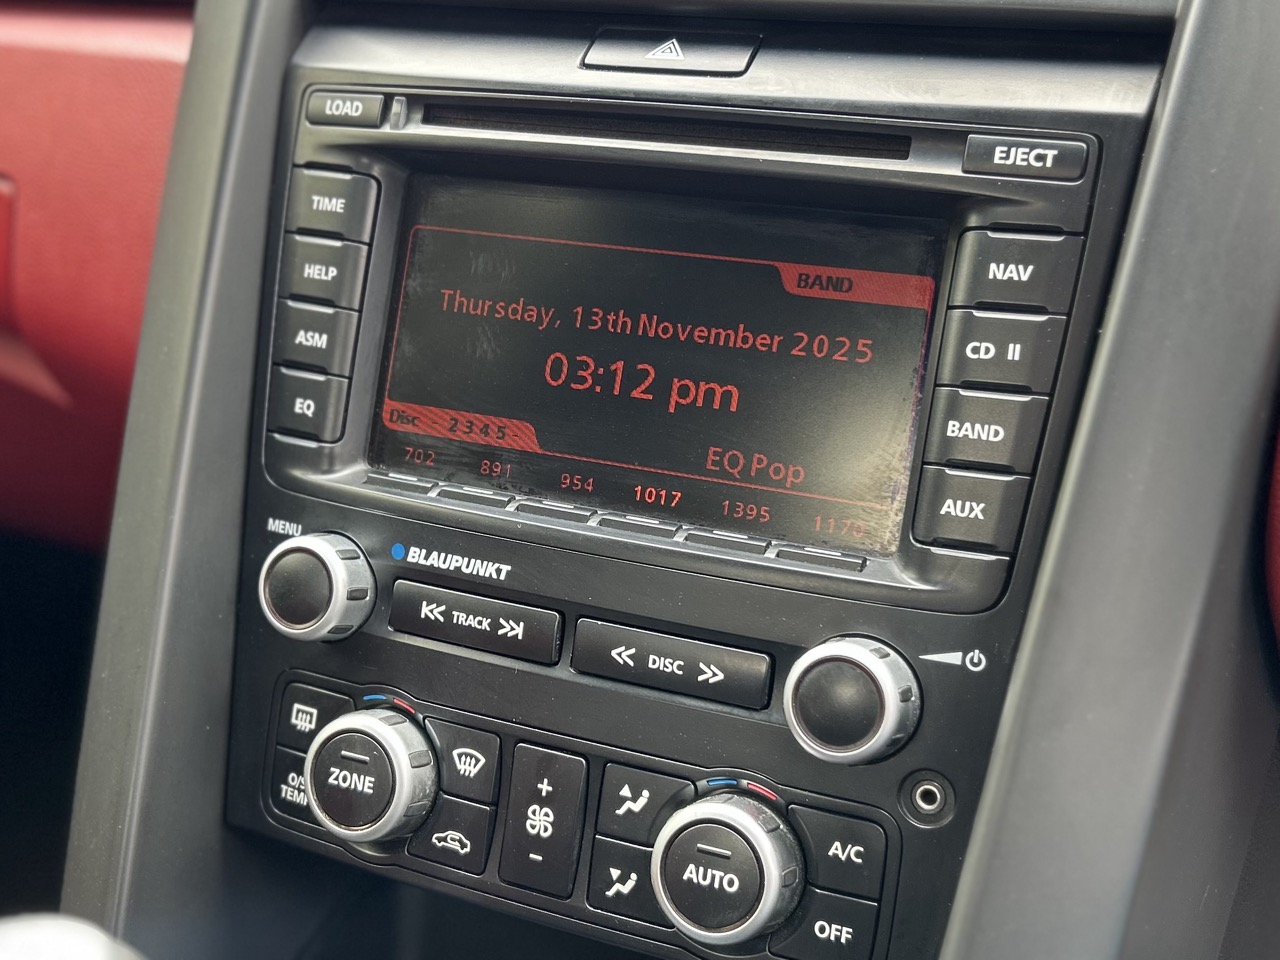 LOAD
EJECT
TIME
HELP
ASM
EQ
BAND
Thursday, 13th November 2025
03:12 pm
Disc - 2 3 4 5 -
EQ Pop
702 891 954 1017 1395 1170
NAV
CD II
BAND
AUX
MENU
BLAUPUNKT
TRACK
DISC
ZONE
O/S
AUTO
A/C
OFF